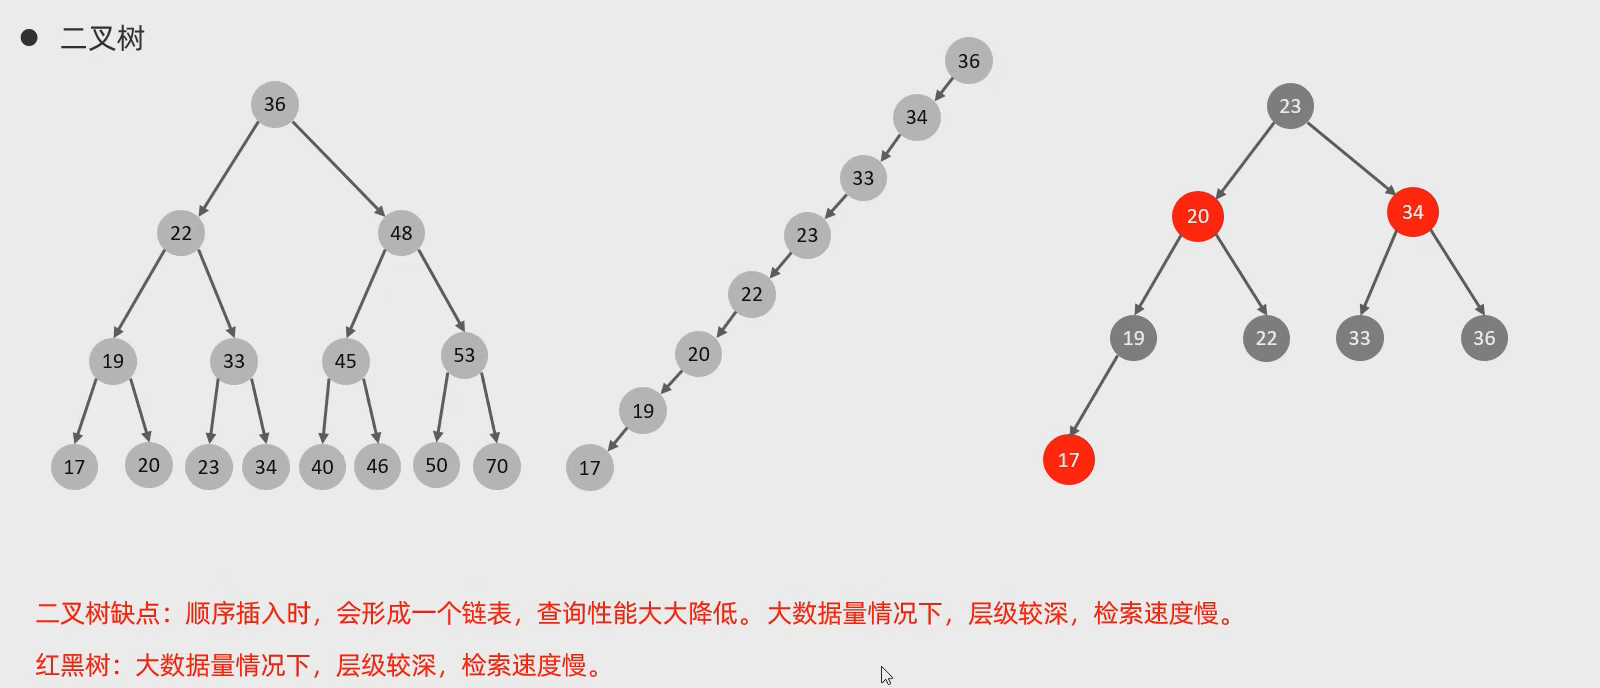 ● 二叉树
36
22 48
19 33 45 53
17 20 23 34 40 46 50 70
36
34
33
23
22
20
19
17
23
20 34
19 22 33 36
17
二叉树缺点：顺序插入时，会形成一个链表，查询性能大大降低。大数据量情况下，层级较深，检索速度慢。
红黑树：大数据量情况下，层级较深，检索速度慢。